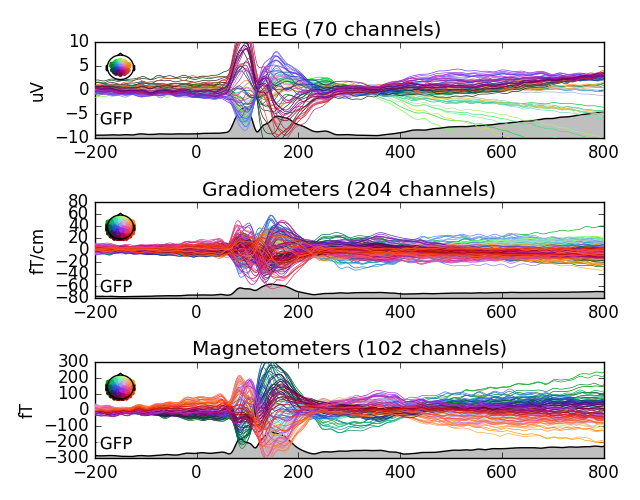 EEG (70 channels)
10
5
0
−5
−10
uV
GFP
−200 0 200 400 600 800
Gradiometers (204 channels)
80
60
40
20
0
−20
−40
−60
−80
fT/cm
GFP
−200 0 200 400 600 800
Magnetometers (102 channels)
300
200
100
0
−100
−200
−300
fT
GFP
−200 0 200 400 600 800